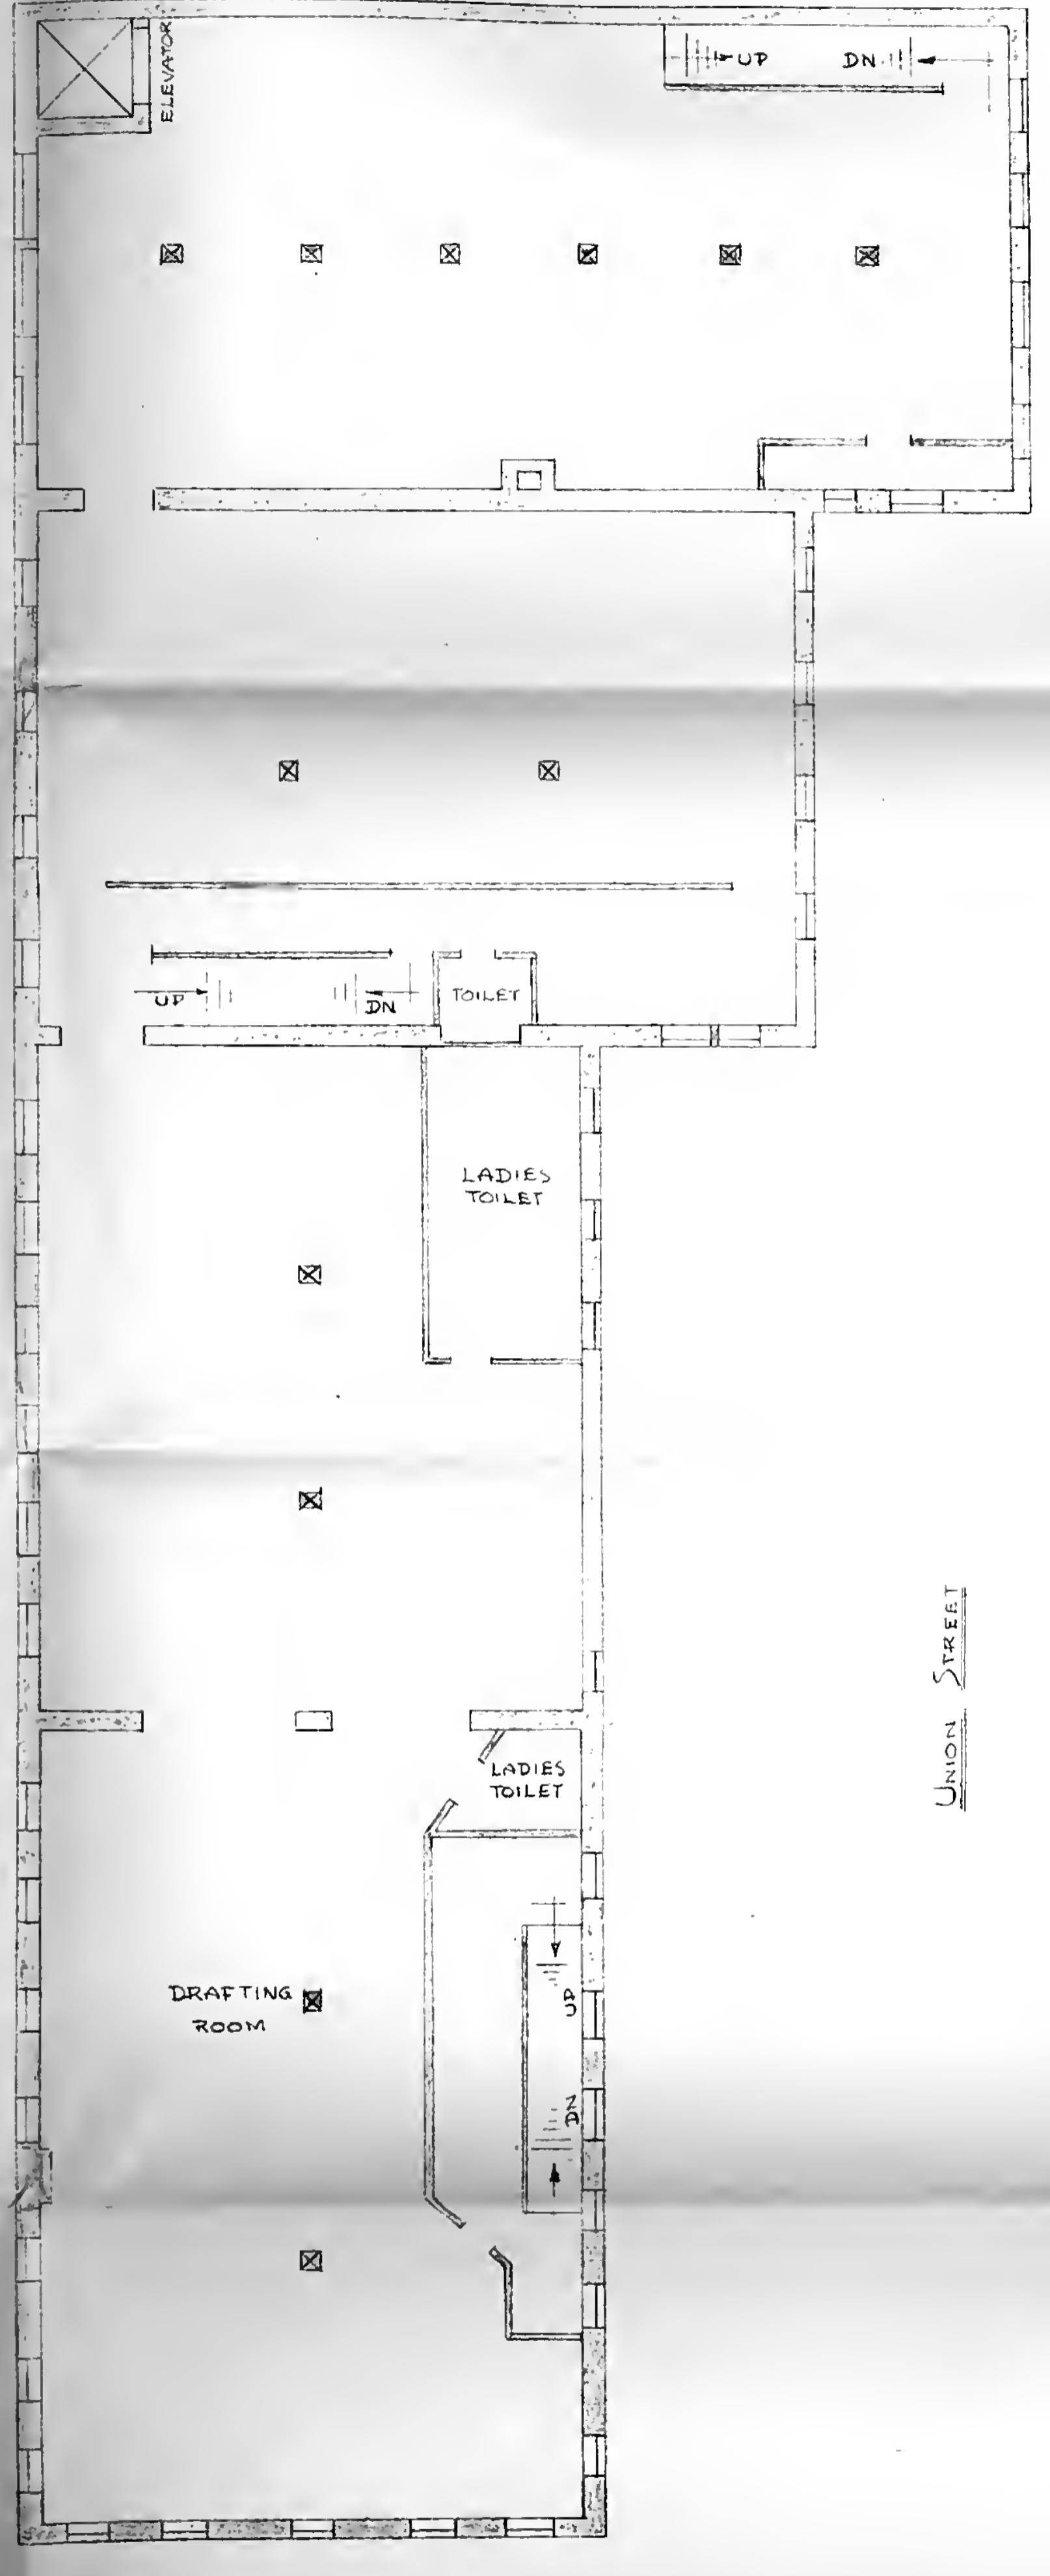 ELEVATOR
UP
DN.
UP
DN
TOILET
LADIES
TOILET
LADIES
TOILET
DRAFTING
ROOM
UP
DN
UNION STREET